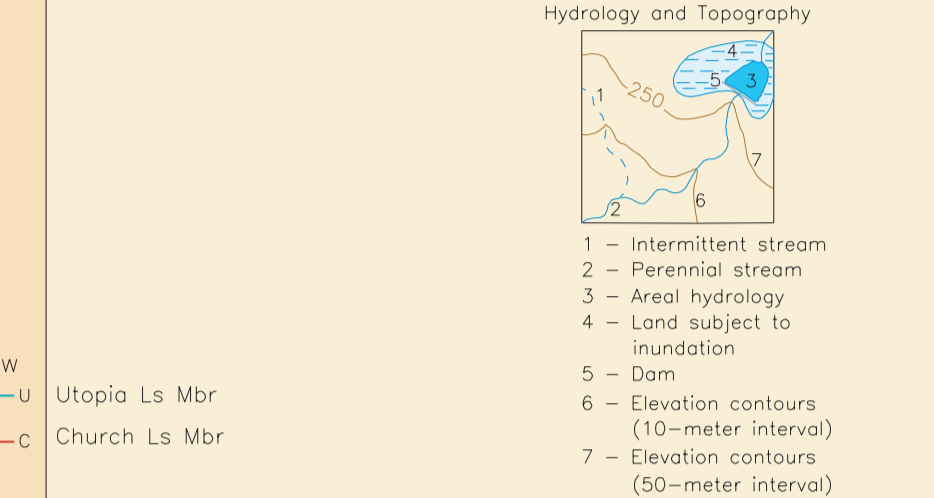 Hydrology and Topography
4
5
3
1
250
7
6
2
1 – Intermittent stream
2 – Perennial stream
3 – Areal hydrology
4 – Land subject to
inundation
5 – Dam
6 – Elevation contours
(10–meter interval)
7 – Elevation contours
(50–meter interval)
W
U Utopia Ls Mbr
C Church Ls Mbr